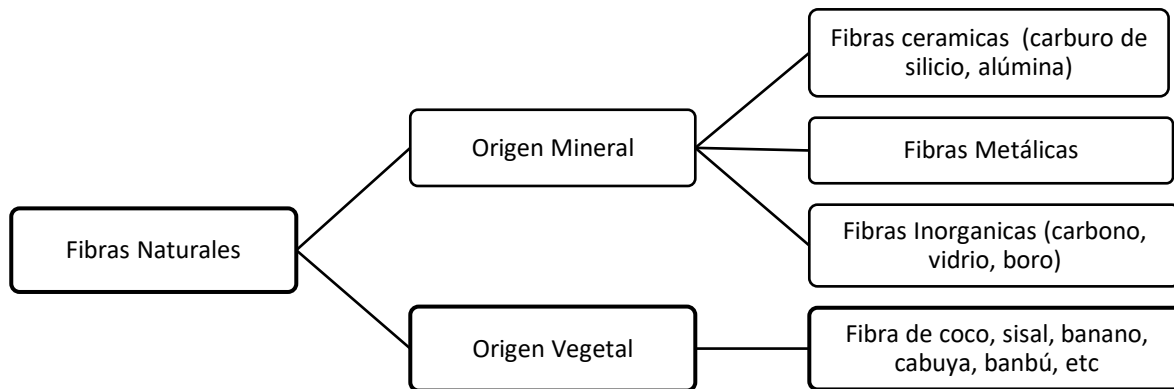 Fibras ceramicas (carburo de
silicio, alúmina)
Origen Mineral
Fibras Metálicas
Fibras Naturales
Fibras Inorganicas (carbono,
vidrio, boro)
Origen Vegetal
Fibra de coco, sisal, banano,
cabuya, banbú, etc